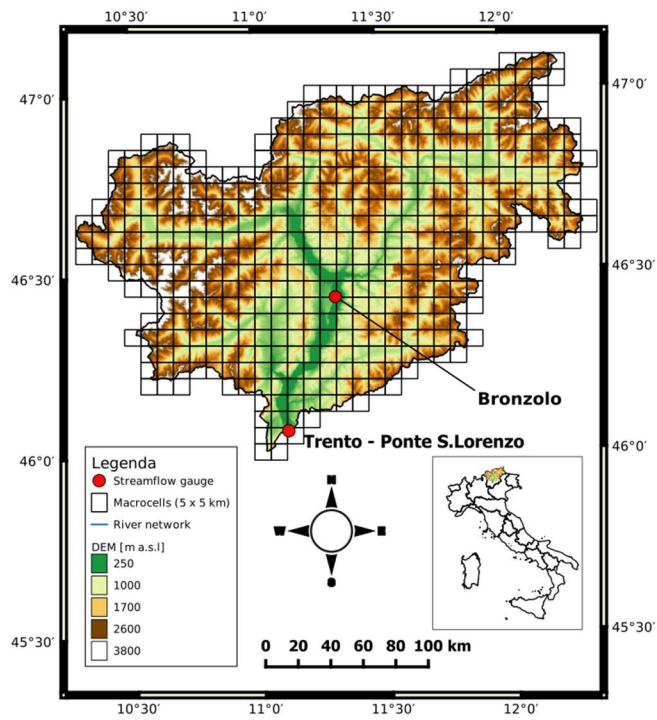 10°30′ 11°0′ 11°30′ 12°0′
47°0′ 47°0′
46°30′ 46°30′
Bronzolo
Trento - Ponte S.Lorenzo
46°0′ 46°0′
Legenda
Streamflow gauge
Macrocells (5 x 5 km)
River network
DEM [m a.s.l]
250
1000
1700
2600
3800
N
W E
S
45°30′ 45°30′
0 20 40 60 80 100 km
10°30′ 11°0′ 11°30′ 12°0′